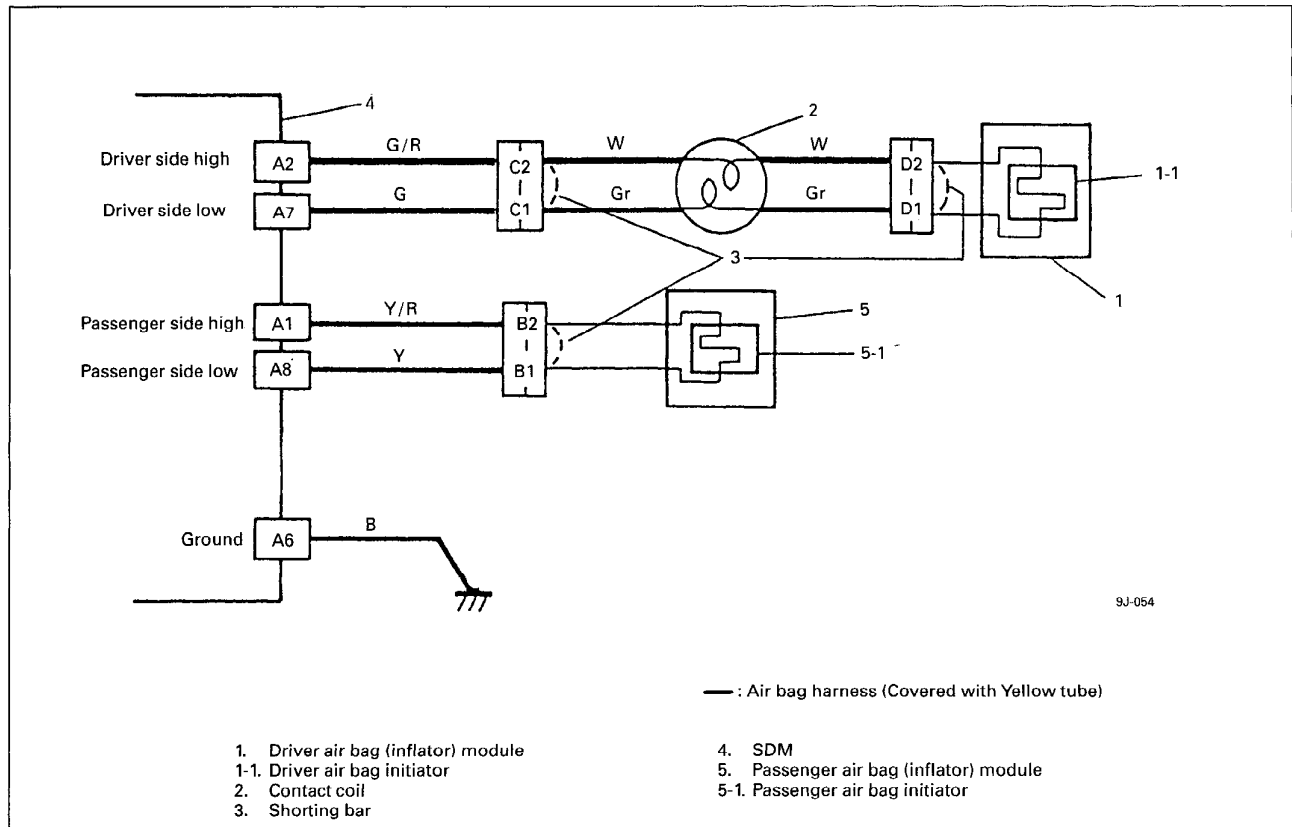 4
Driver side high
A2
G/R
C2
W
2
W
D2
1-1
Driver side low
A7
G
C1
Gr
Gr
D1
3
1
Passenger side high
A1
Y/R
B2
5
Passenger side low
A8
Y
B1
5-1
Ground
A6
B
9J-054
: Air bag harness (Covered with Yellow tube)
1. Driver air bag (inflator) module
1-1. Driver air bag initiator
2. Contact coil
3. Shorting bar
4. SDM
5. Passenger air bag (inflator) module
5-1. Passenger air bag initiator